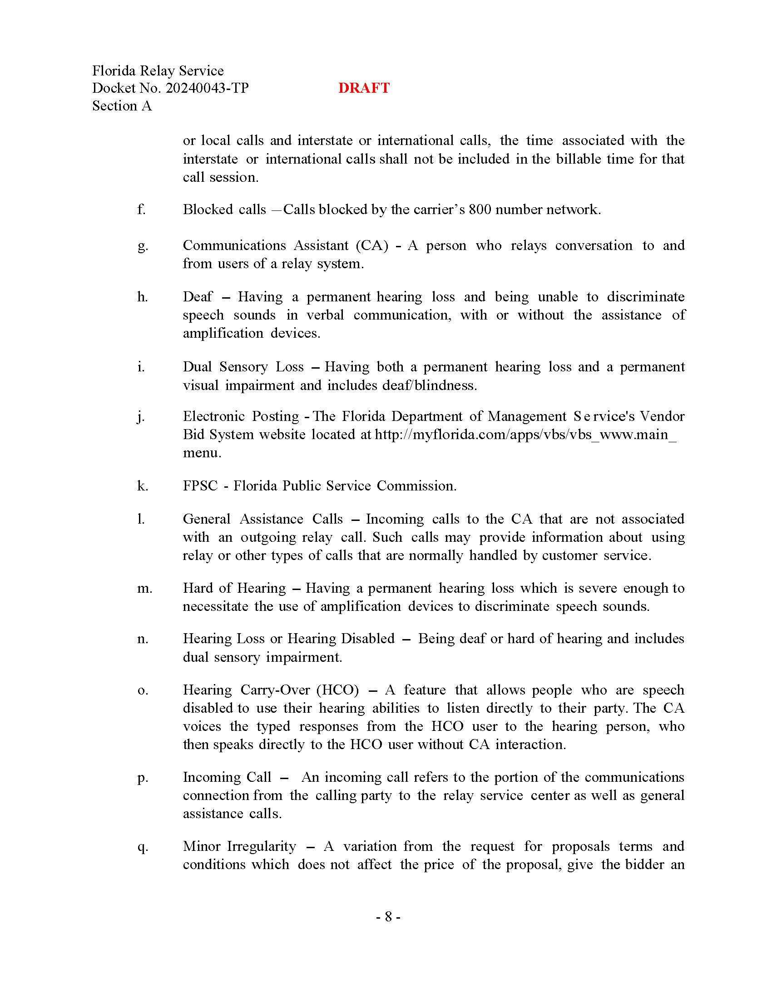 Florida Relay Service
Docket No. 20240043-TP DRAFT
Section A
or local calls and interstate or international calls, the time associated with the
interstate or international calls shall not be included in the billable time for that
call session.
f. Blocked calls —Calls blocked by the carrier’s 800 number network.
g. Communications Assistant (CA) - A person who relays conversation to and
from users of a relay system.
h. Deaf – Having a permanent hearing loss and being unable to discriminate
speech sounds in verbal communication, with or without the assistance of
amplification devices.
i. Dual Sensory Loss – Having both a permanent hearing loss and a permanent
visual impairment and includes deaf/blindness.
j. Electronic Posting - The Florida Department of Management Service's Vendor
Bid System website located at http://myflorida.com/apps/vbs/vbs_www.main_
menu.
k. FPSC - Florida Public Service Commission.
l. General Assistance Calls – Incoming calls to the CA that are not associated
with an outgoing relay call. Such calls may provide information about using
relay or other types of calls that are normally handled by customer service.
m. Hard of Hearing – Having a permanent hearing loss which is severe enough to
necessitate the use of amplification devices to discriminate speech sounds.
n. Hearing Loss or Hearing Disabled – Being deaf or hard of hearing and includes
dual sensory impairment.
o. Hearing Carry-Over (HCO) – A feature that allows people who are speech
disabled to use their hearing abilities to listen directly to their party. The CA
voices the typed responses from the HCO user to the hearing person, who
then speaks directly to the HCO user without CA interaction.
p. Incoming Call – An incoming call refers to the portion of the communications
connection from the calling party to the relay service center as well as general
assistance calls.
q. Minor Irregularity – A variation from the request for proposals terms and
conditions which does not affect the price of the proposal, give the bidder an
- 8 -